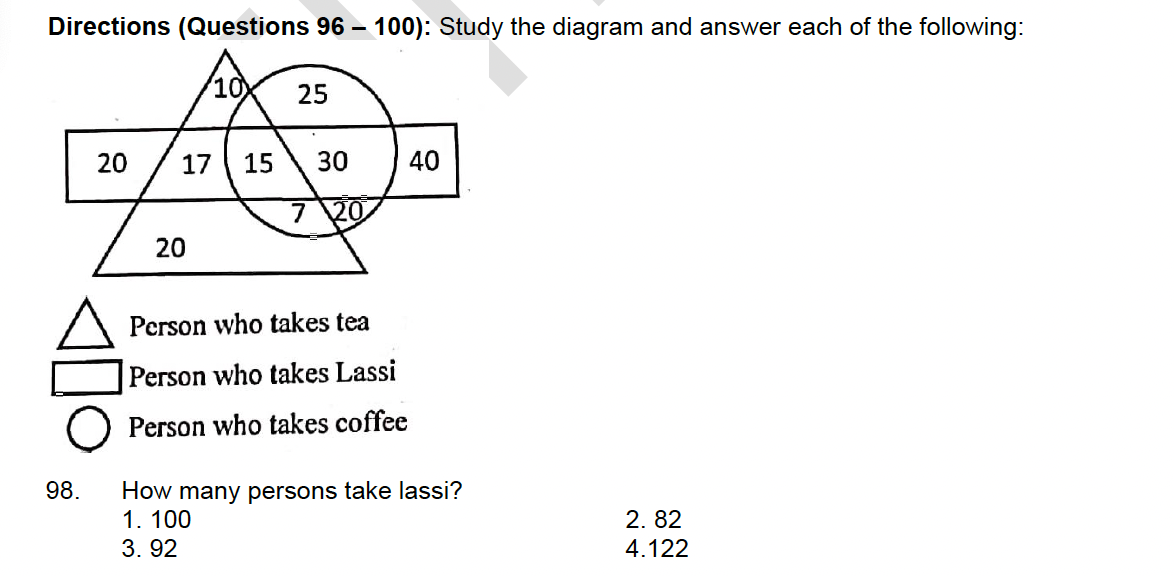 Directions (Questions 96 – 100): Study the diagram and answer each of the following:
10 25
20 17 15 30 40
7 20
20
Person who takes tea
Person who takes Lassi
Person who takes coffee
98. How many persons take lassi?
1. 100 2. 82
3. 92 4.122